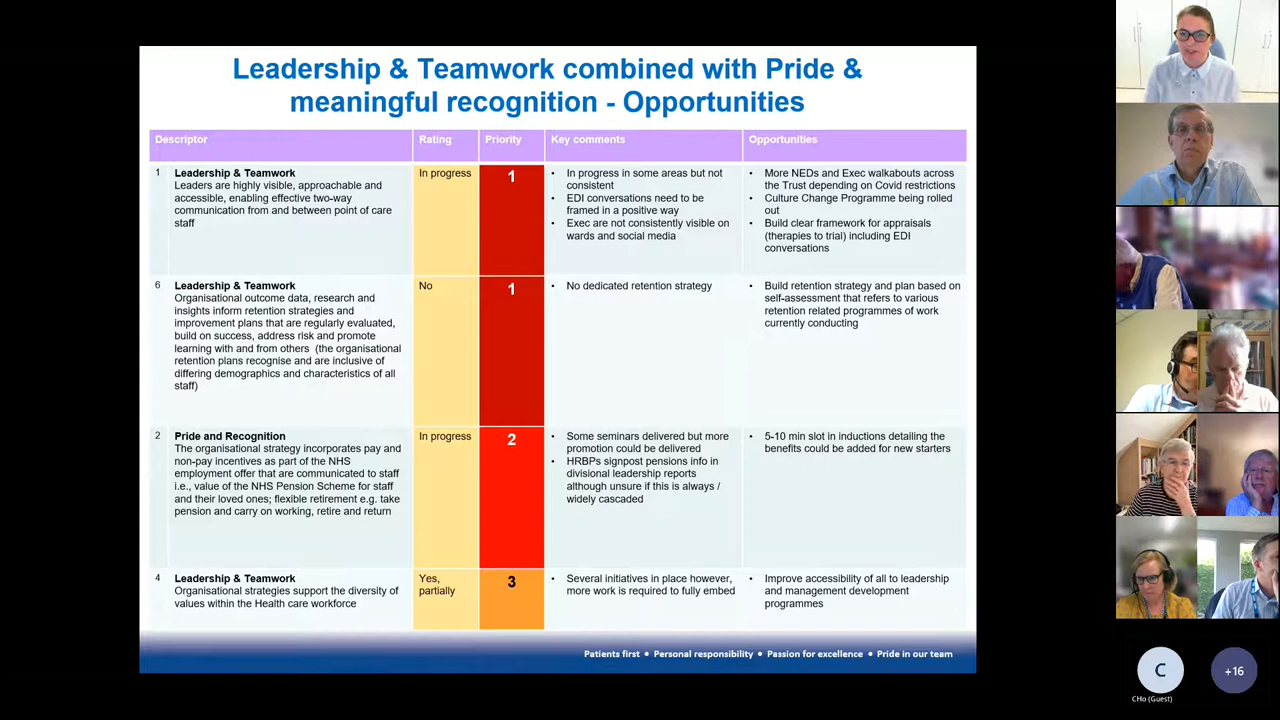 Leadership & Teamwork combined with Pride &
meaningful recognition - Opportunities
Descriptor
Rating
Priority
Key comments
Opportunities
1
Leadership & Teamwork
Leaders are highly visible, approachable and
accessible, enabling effective two-way
communication from and between point of care
staff
In progress
1
• In progress in some areas but not
consistent
• EDI conversations need to be
framed in a positive way
• Exec are not consistently visible on
wards and social media
• More NEDs and Exec walkabouts across
the Trust depending on Covid restrictions
• Culture Change Programme being rolled
out
• Build clear framework for appraisals
(therapies to trial) including EDI
conversations
6
Leadership & Teamwork
Organisational outcome data, research and
insights inform retention strategies and
improvement plans that are regularly evaluated,
build on success, address risk and promote
learning with and from others (the organisational
retention plans recognise and are inclusive of
differing demographics and characteristics of all
staff)
No
1
• No dedicated retention strategy
• Build retention strategy and plan based on
self-assessment that refers to various
retention related programmes of work
currently conducting
2
Pride and Recognition
The organisational strategy incorporates pay and
non-pay incentives as part of the NHS
employment offer that are communicated to staff
i.e., value of the NHS Pension Scheme for staff
and their loved ones; flexible retirement e.g. take
pension and carry on working, retire and return
In progress
2
• Some seminars delivered but more
promotion could be delivered
• HRBPs signpost pensions info in
divisional leadership reports
although unsure if this is always /
widely cascaded
• 5-10 min slot in inductions detailing the
benefits could be added for new starters
4
Leadership & Teamwork
Organisational strategies support the diversity of
values within the Health care workforce
Yes,
partially
3
• Several initiatives in place however,
more work is required to fully embed
• Improve accessibility of all to leadership
and management development
programmes
Patients first • Personal responsibility • Passion for excellence • Pride in our team
C
CHo (Guest)
+16